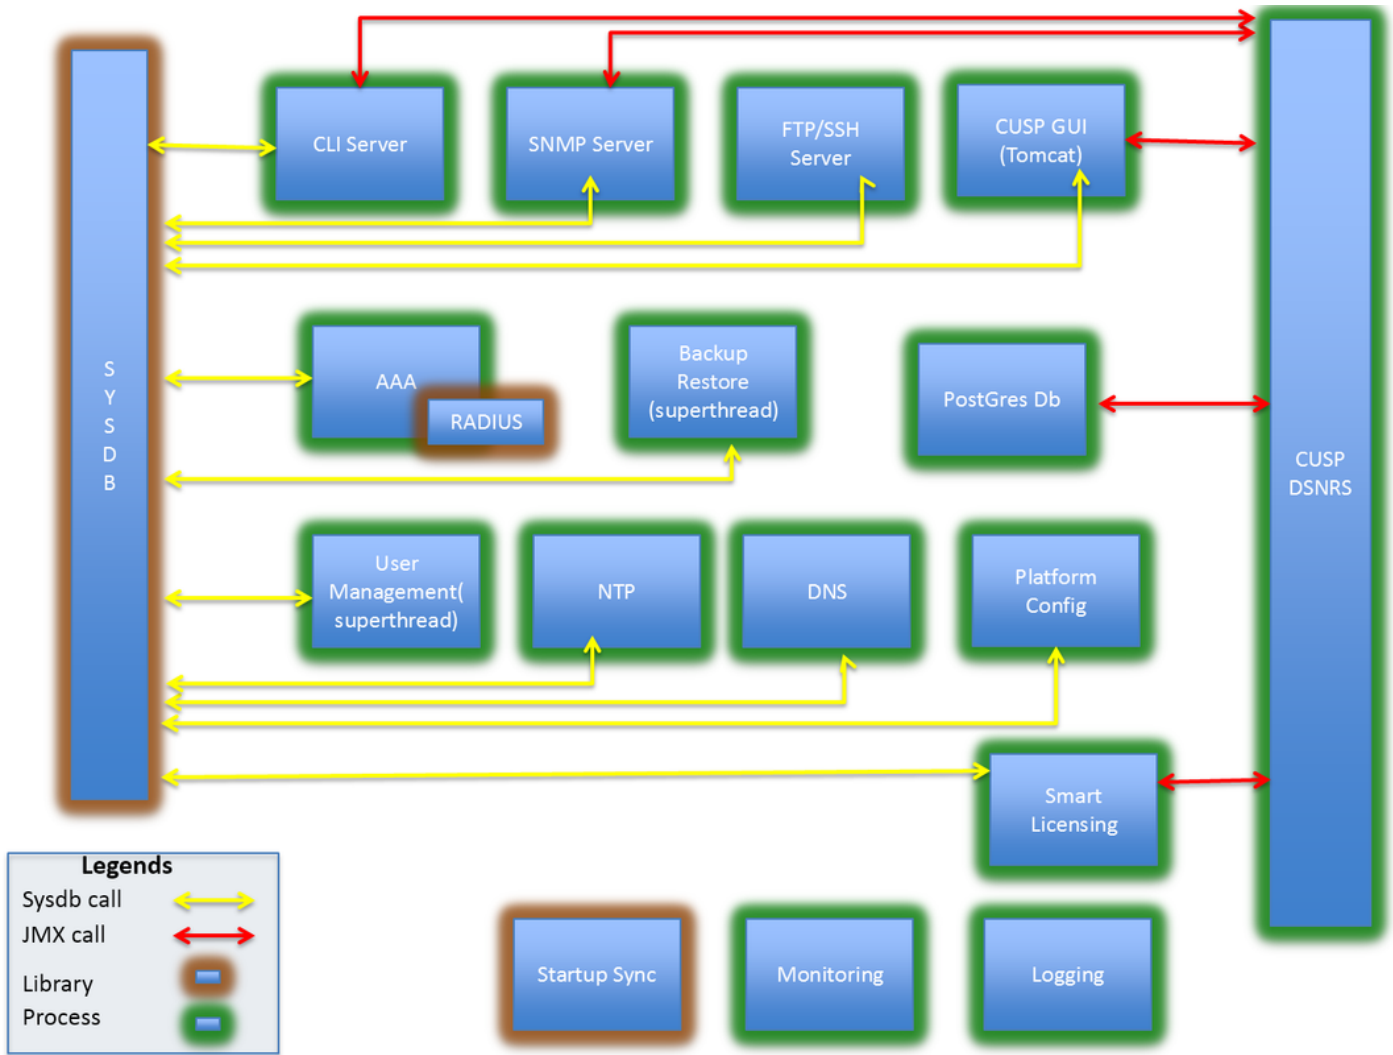 CLI Server
SNMP Server
FTP/SSH
Server
CUSP GUI
(Tomcat)
S
Y
S
D
B
AAA
RADIUS
Backup
Restore
(superthread)
PostGres Db
CUSP
DSNRS
User
Management(
superthread)
NTP
DNS
Platform
Config
Smart
Licensing
Legends
Sysdb call
JMX call
Library
Process
Startup Sync
Monitoring
Logging